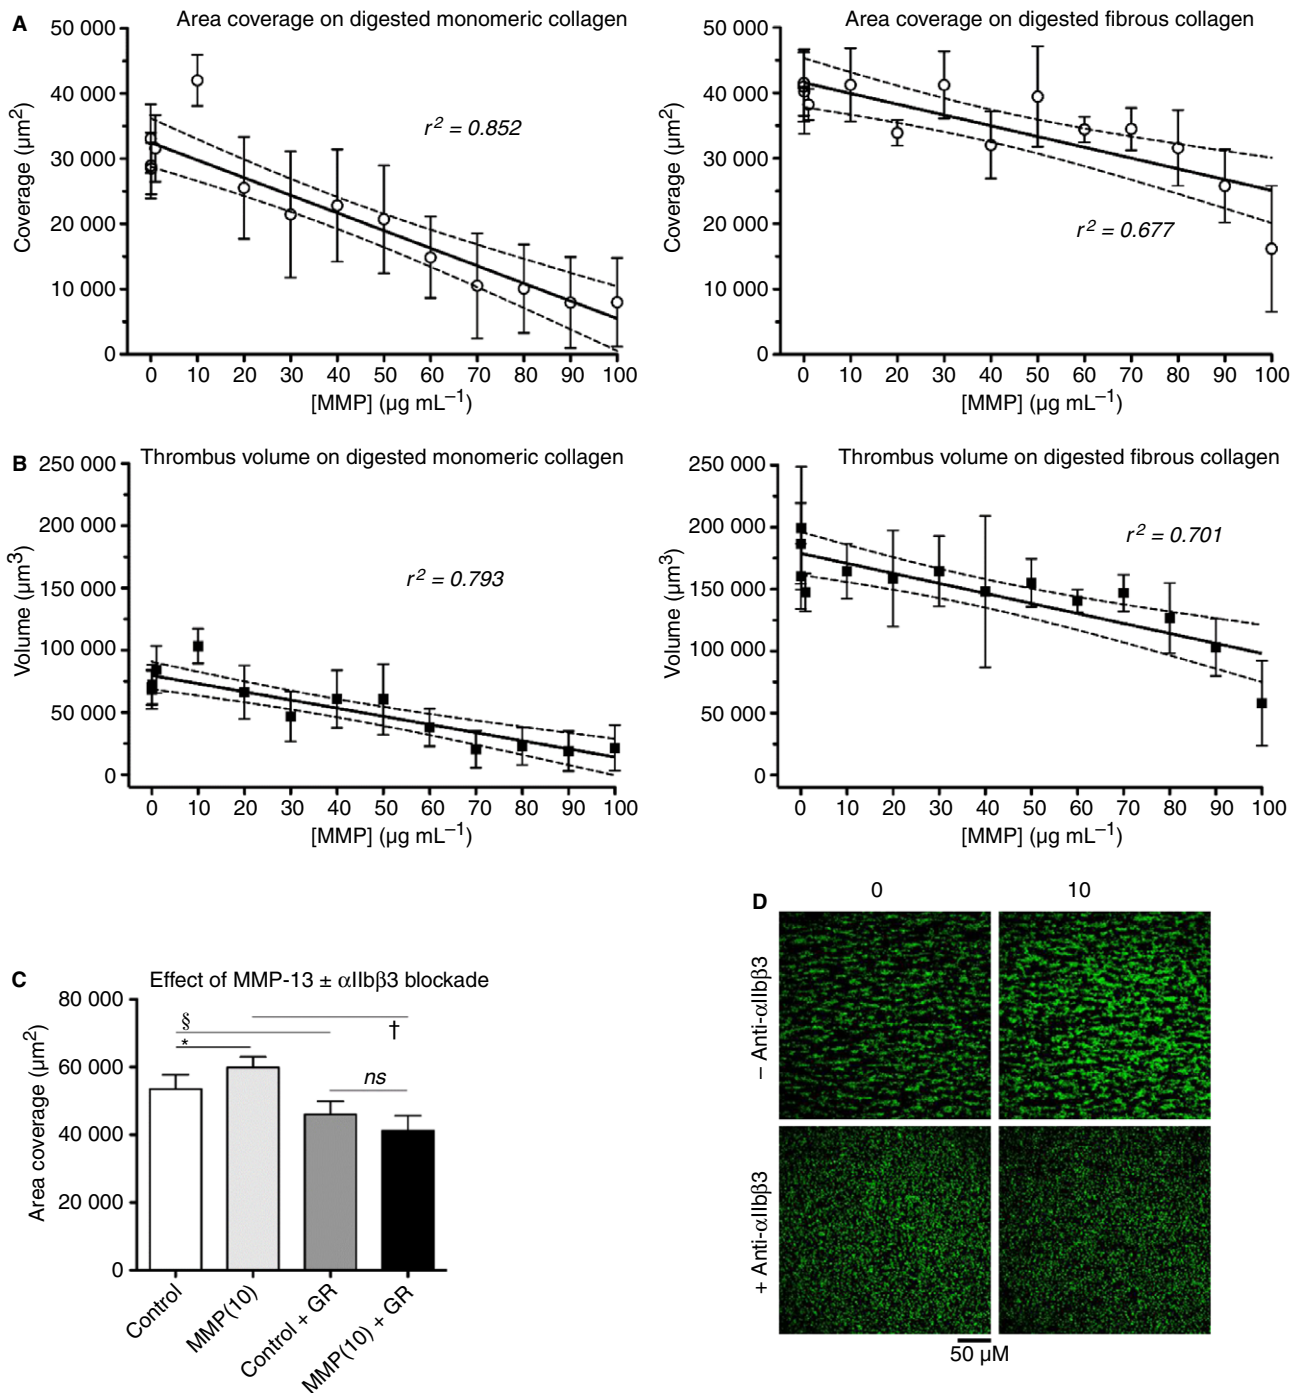 A
Area coverage on digested monomeric collagen
50 000
40 000
30 000
20 000
10 000
0
Coverage (µm²)
r² = 0.852
0 10 20 30 40 50 60 70 80 90 100
[MMP] (µg mL⁻¹)
Area coverage on digested fibrous collagen
50 000
40 000
30 000
20 000
10 000
0
Coverage (µm²)
r² = 0.677
0 10 20 30 40 50 60 70 80 90 100
[MMP] (µg mL⁻¹)
B
Thrombus volume on digested monomeric collagen
250 000
200 000
150 000
100 000
50 000
0
Volume (µm³)
r² = 0.793
0 10 20 30 40 50 60 70 80 90 100
[MMP] (µg mL⁻¹)
Thrombus volume on digested fibrous collagen
250 000
200 000
150 000
100 000
50 000
0
Volume (µm³)
r² = 0.701
0 10 20 30 40 50 60 70 80 90 100
[MMP] (µg mL⁻¹)
C
Effect of MMP-13 ± αIIbβ3 blockade
80 000
60 000
40 000
20 000
0
Area coverage (µm²)
§
*
†
ns
Control
MMP(10)
Control + GR
MMP(10) + GR
D
0 10
– Anti-αIIbβ3
+ Anti-αIIbβ3
50 µM